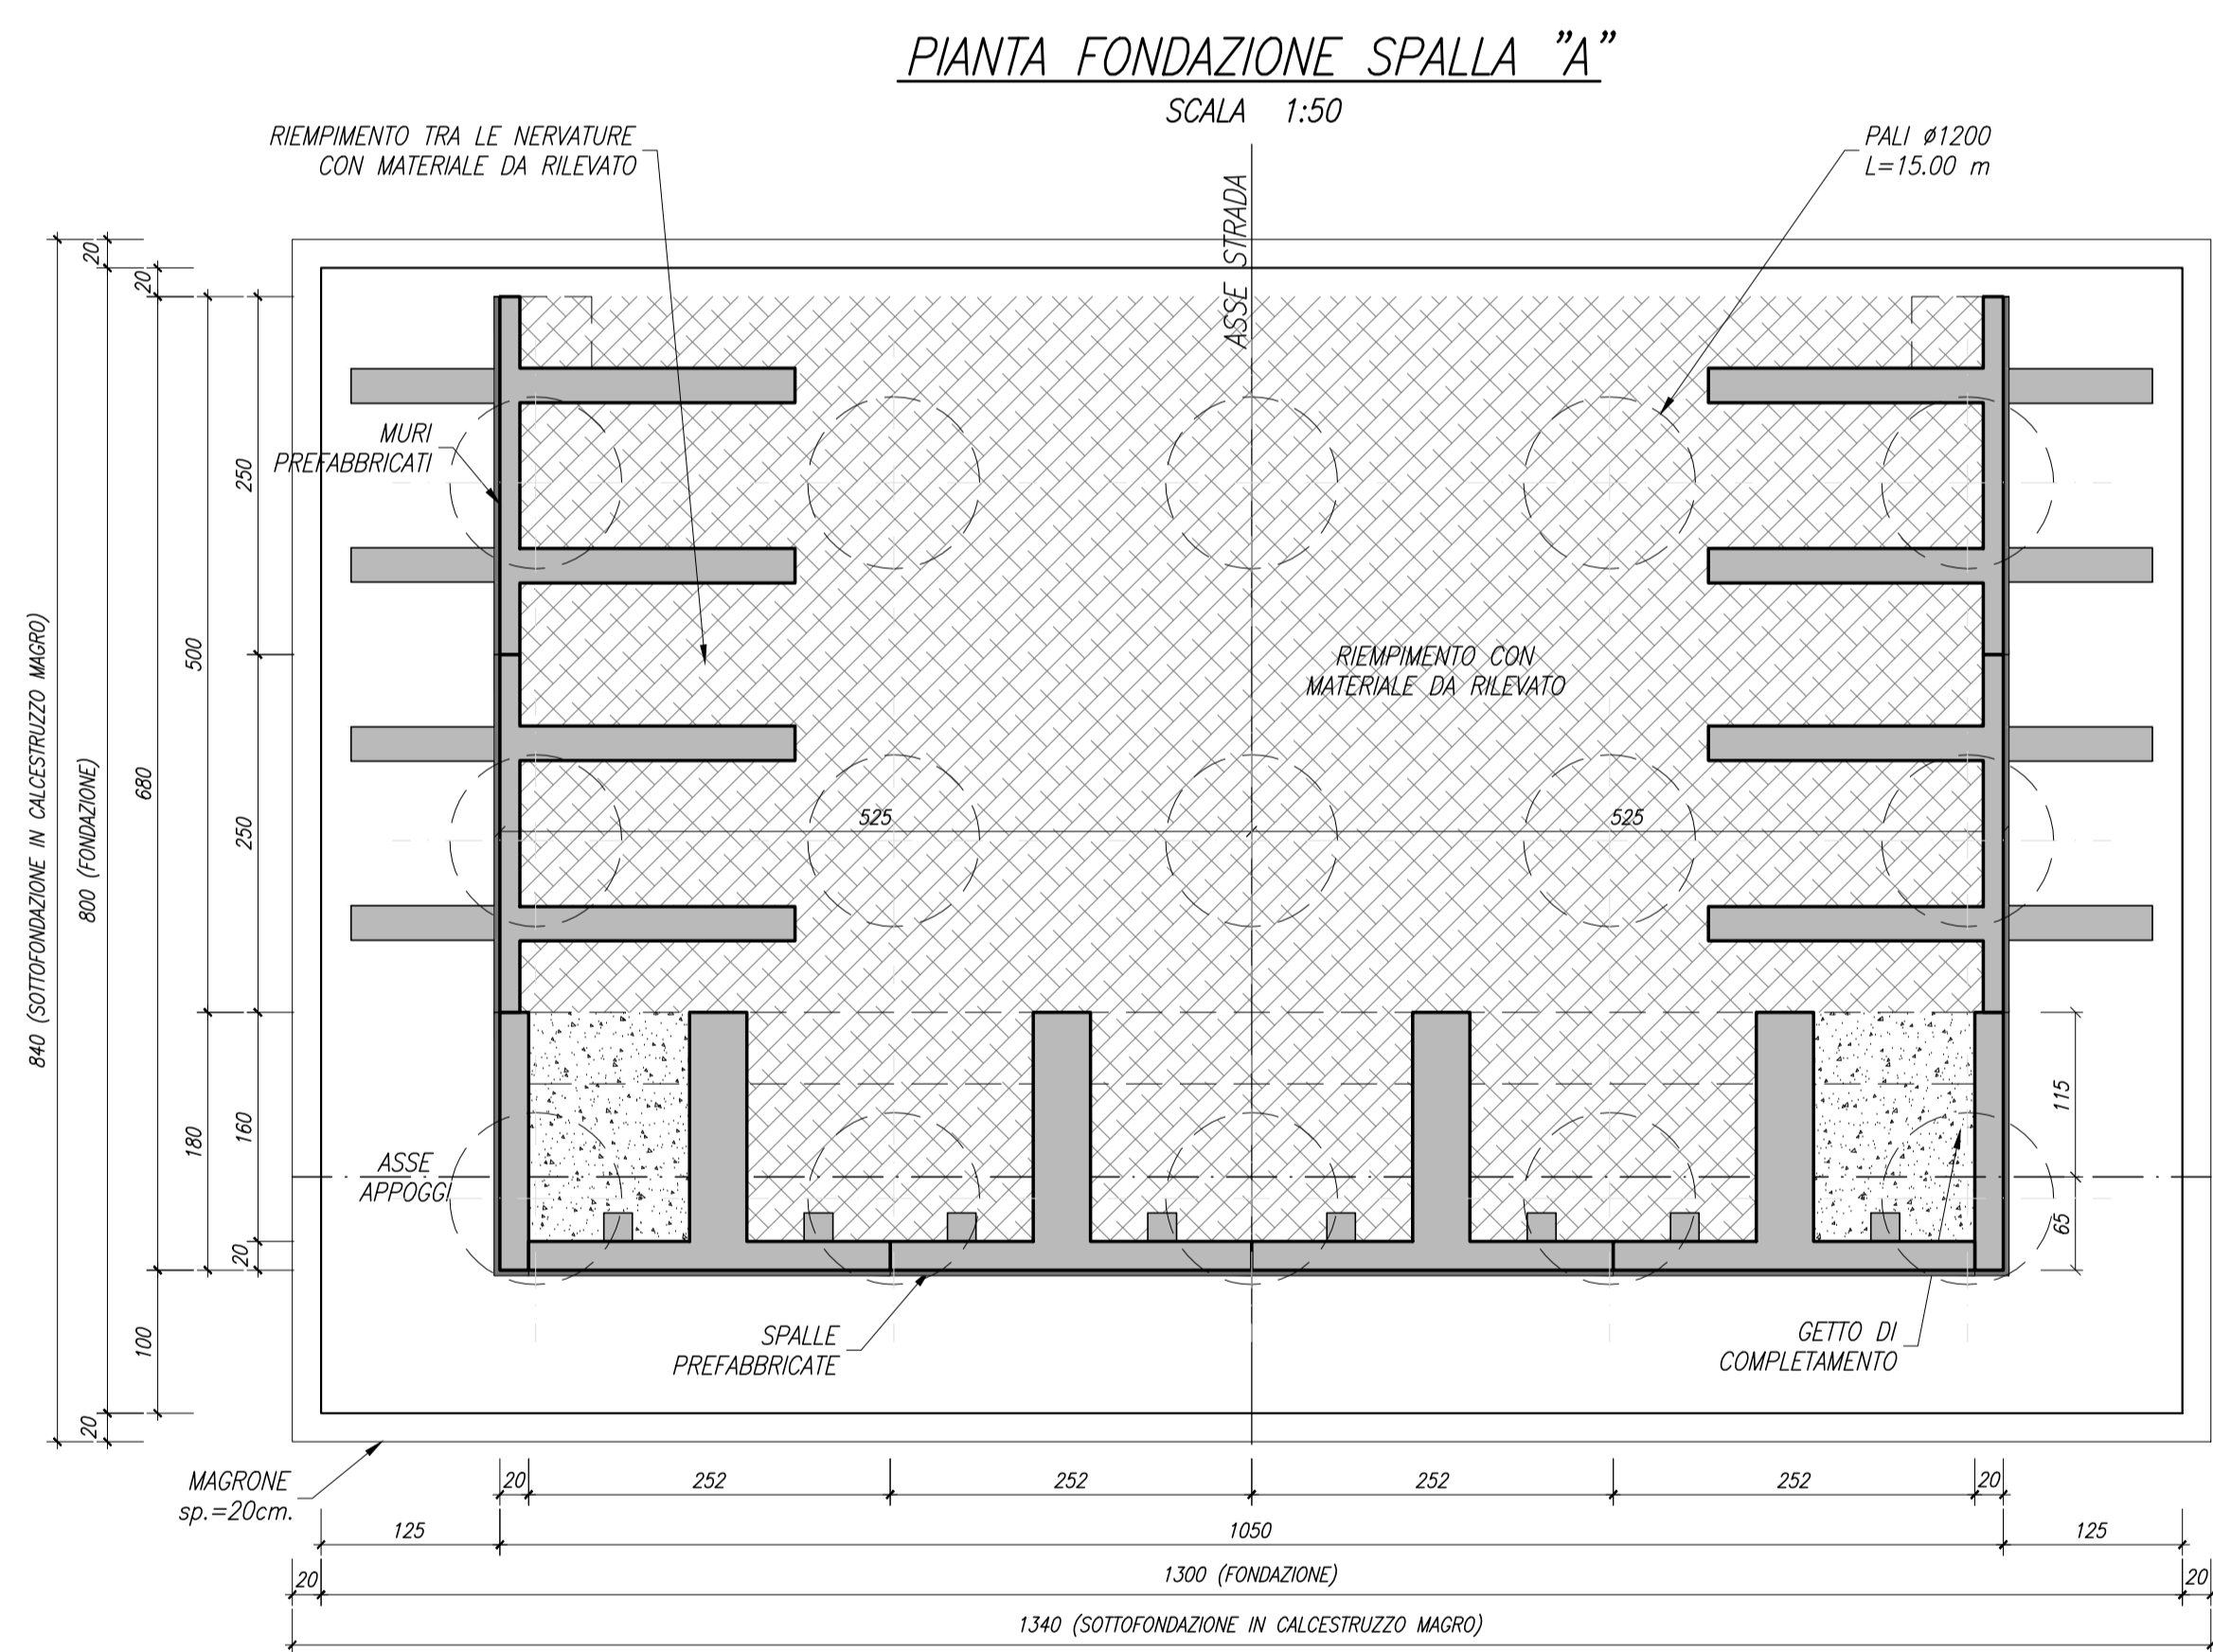 PIANTA FONDAZIONE SPALLA "A"
SCALA 1:50
RIEMPIMENTO TRA LE NERVATURE
CON MATERIALE DA RILEVATO
PALI ø1200
L=15.00 m
ASSE STRADA
MURI
PREFABBRICATI
RIEMPIMENTO CON
MATERIALE DA RILEVATO
525
525
ASSE
APPOGGI
SPALLE
PREFABBRICATE
GETTO DI
COMPLETAMENTO
MAGRONE
sp.=20cm.
840 (SOTTOFONDAZIONE IN CALCESTRUZZO MAGRO)
20
800 (FONDAZIONE)
20
20
680
100
500
180
250
250
160
20
115
65
20
252
252
252
252
20
125
1050
125
20
1300 (FONDAZIONE)
20
1340 (SOTTOFONDAZIONE IN CALCESTRUZZO MAGRO)